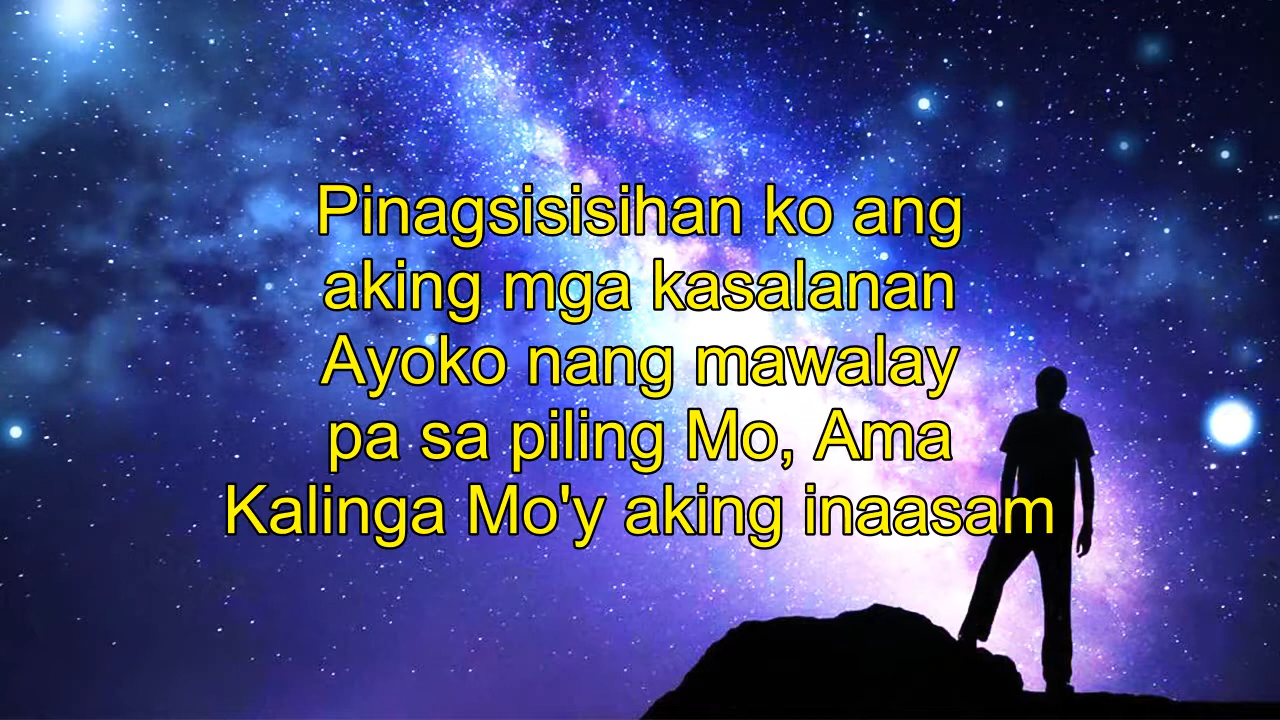 Pinagsisisihan ko ang
aking mga kasalanan
Ayoko nang mawalay
pa sa piling Mo, Ama
Kalinga Mo'y aking inaasam